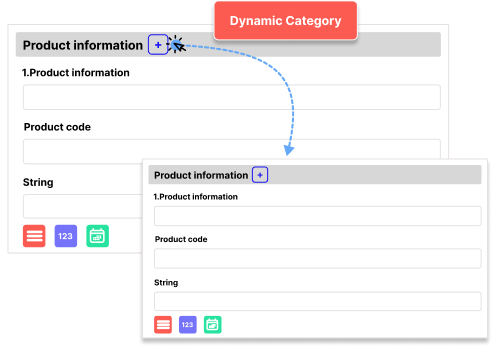 Dynamic Category
Product information +
1.Product information
Product code
String
123
Product information +
1.Product information
Product code
String
123